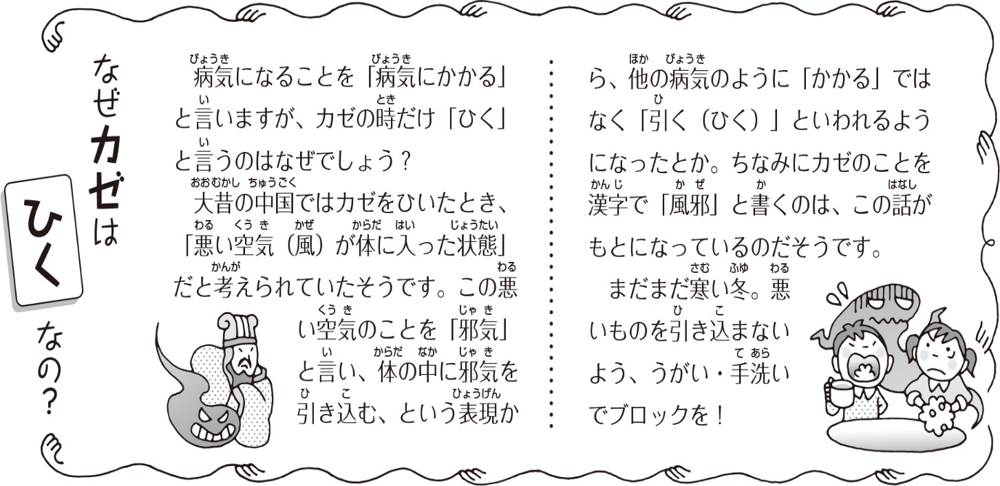 なぜカゼは
ひく
なの？
病気になることを「病気にかかる」
と言いますが、カゼの時だけ「ひく」
と言うのはなぜでしょう？
大昔の中国ではカゼをひいたとき、
「悪い空気（風）が体に入った状態」
だと考えられていたそうです。この悪
い空気のことを「邪気」
と言い、体の中に邪気を
引き込む、という表現か
ら、他の病気のように「かかる」では
なく「引く（ひく）」といわれるよう
になったとか。ちなみにカゼのことを
漢字で「風邪」と書くのは、この話が
もとになっているのだそうです。
まだまだ寒い冬。悪
いものを引き込まない
よう、うがい・手洗い
でブロックを！